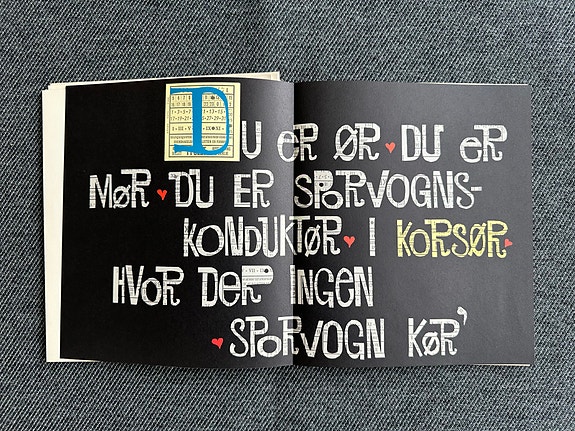 DU ER ØR ♥ DU ER
MØR ♥ DU ER SPORVOGNS-
KONDUKTØR ♥ I KORSØR ♥
HVOR DER INGEN
♥ SPORVOGN KØR'